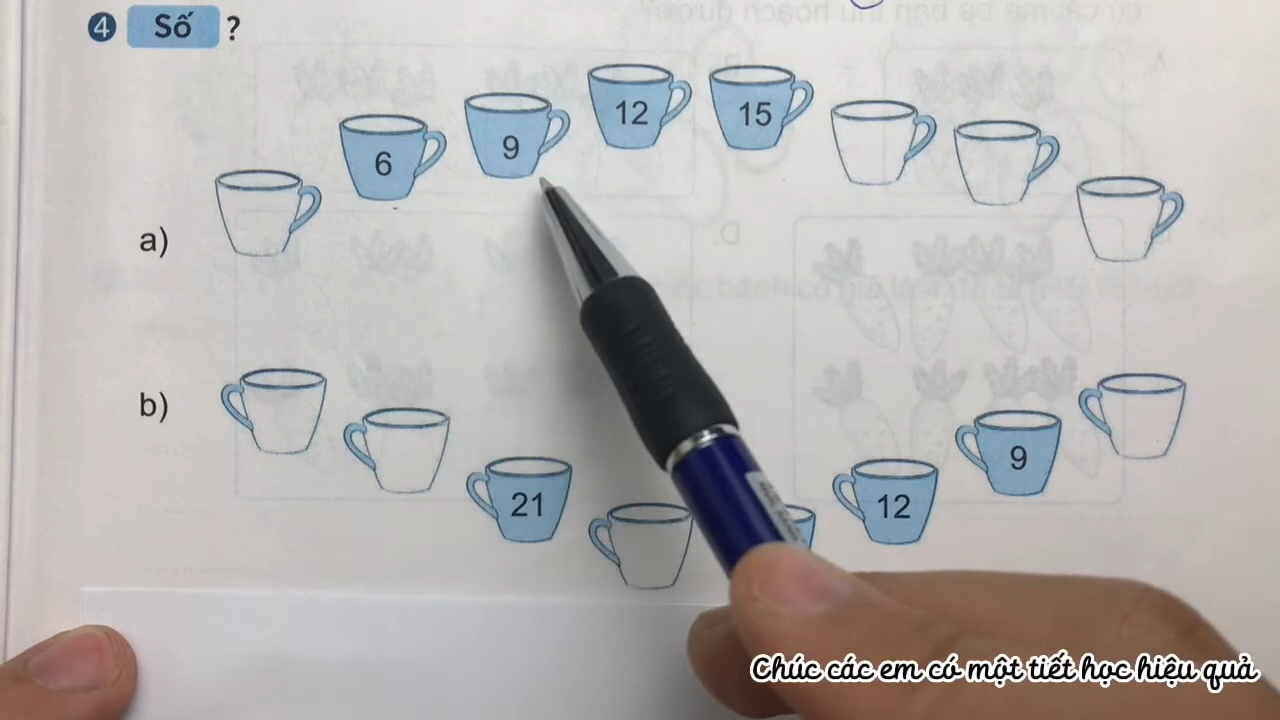 4 Số ?
a) 6 9 12 15
b) 21 12 9
Chúc các em có một tiết học hiệu quả